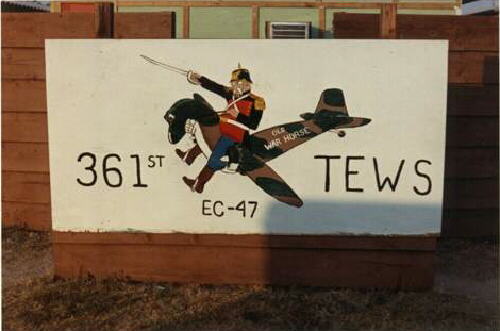 OLD
WAR HORSE
361ST
TEWS
EC-47